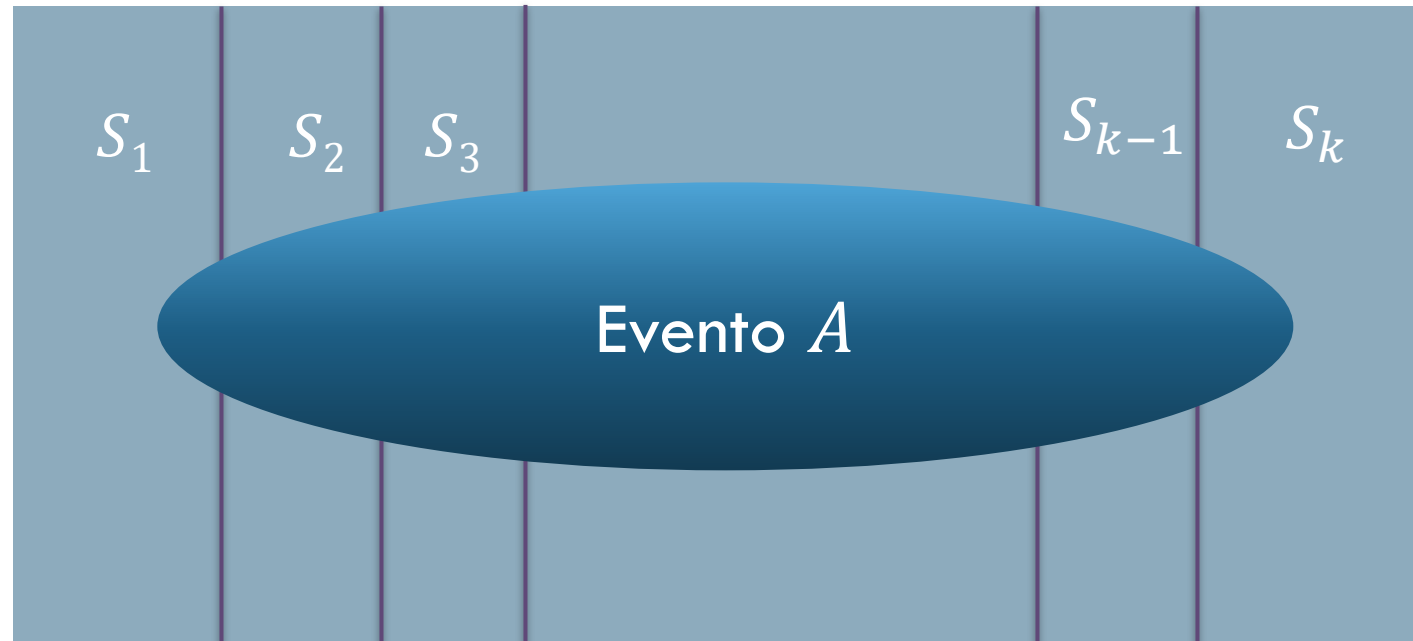 S₁ S₂ S₃ Sₖ₋₁ Sₖ
Evento A